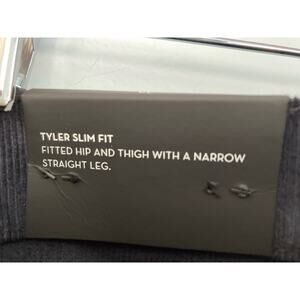 TYLER SLIM FIT
FITTED HIP AND THIGH WITH A NARROW
STRAIGHT LEG.